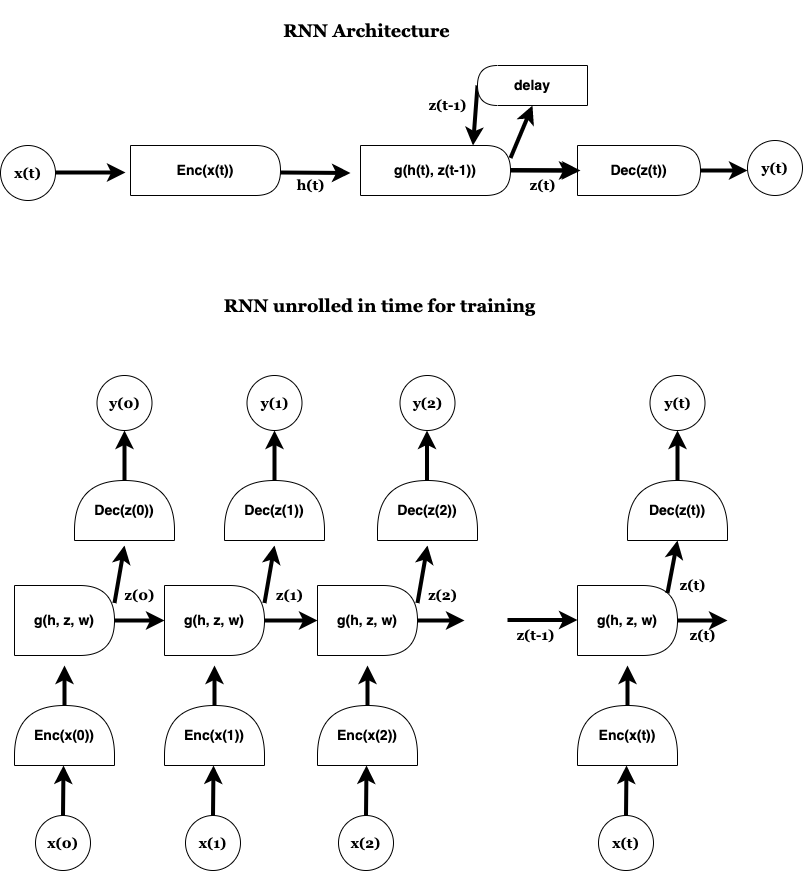 RNN Architecture
delay
z(t-1)
x(t)
Enc(x(t))
h(t)
g(h(t), z(t-1))
z(t)
Dec(z(t))
y(t)
RNN unrolled in time for training
y(0) y(1) y(2) y(t)
Dec(z(0)) Dec(z(1)) Dec(z(2)) Dec(z(t))
z(0) z(1) z(2) z(t)
g(h, z, w) g(h, z, w) g(h, z, w) z(t-1) g(h, z, w) z(t)
Enc(x(0)) Enc(x(1)) Enc(x(2)) Enc(x(t))
x(0) x(1) x(2) x(t)